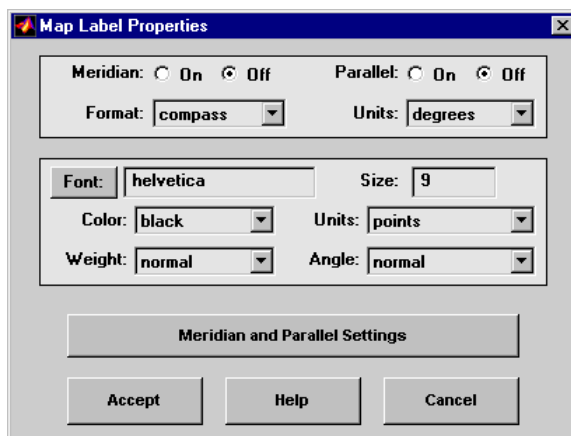 Map Label Properties
Meridian: On Off Parallel: On Off
Format: compass Units: degrees
Font: helvetica Size: 9
Color: black Units: points
Weight: normal Angle: normal
Meridian and Parallel Settings
Accept Help Cancel